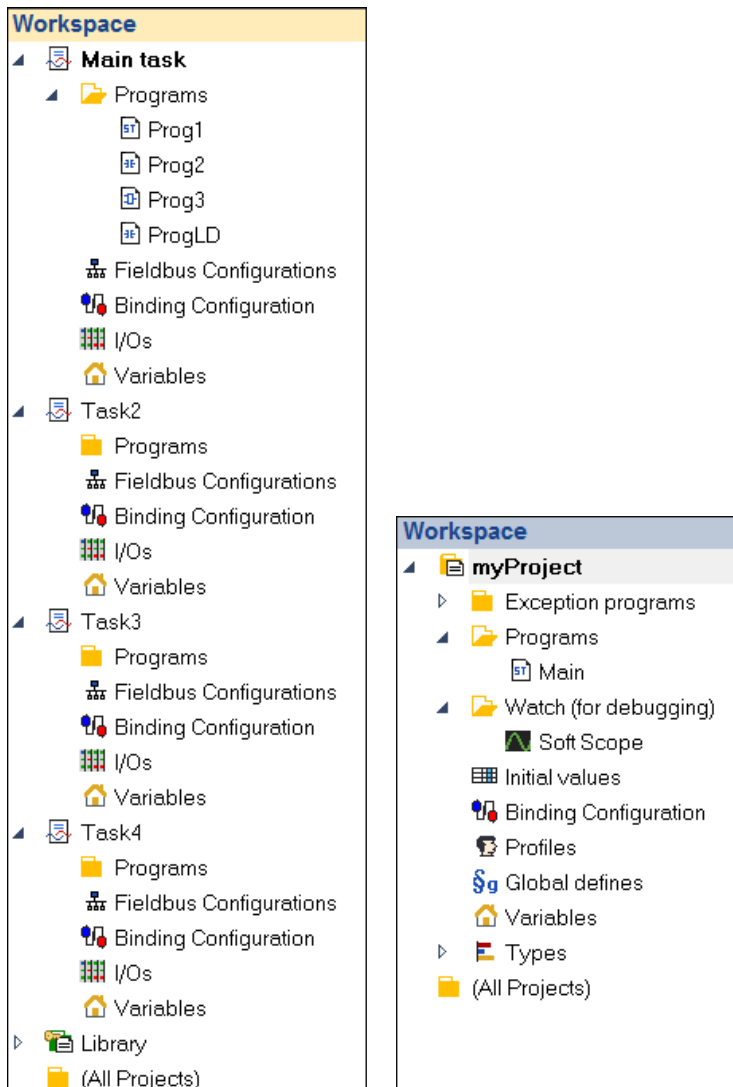 Workspace
Main task
Programs
ST Prog1
Prog2
Prog3
ProgLD
Fieldbus Configurations
Binding Configuration
I/Os
Variables
Task2
Programs
Fieldbus Configurations
Binding Configuration
I/Os
Variables
Task3
Programs
Fieldbus Configurations
Binding Configuration
I/Os
Variables
Task4
Programs
Fieldbus Configurations
Binding Configuration
I/Os
Variables
Library
(All Projects)
Workspace
myProject
Exception programs
Programs
ST Main
Watch (for debugging)
Soft Scope
Initial values
Binding Configuration
Profiles
§g Global defines
Variables
Types
(All Projects)